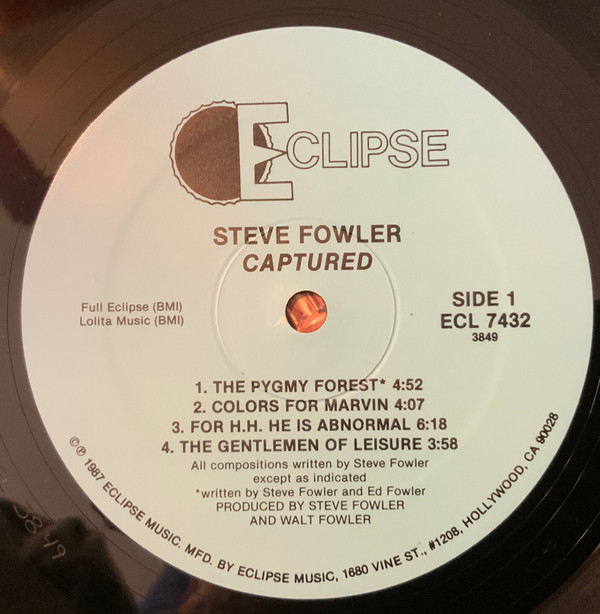 ECLIPSE
STEVE FOWLER
CAPTURED
Full Eclipse (BMI)
Lolita Music (BMI)
SIDE 1
ECL 7432
3849
1. THE PYGMY FOREST* 4:52
2. COLORS FOR MARVIN 4:07
3. FOR H.H. HE IS ABNORMAL 6:18
4. THE GENTLEMEN OF LEISURE 3:58
All compositions written by Steve Fowler
except as indicated
*written by Steve Fowler and Ed Fowler
PRODUCED BY STEVE FOWLER
AND WALT FOWLER
©℗ 1987 ECLIPSE MUSIC. MFD. BY ECLIPSE MUSIC, 1680 VINE ST., #1208, HOLLYWOOD, CA 90028
3849